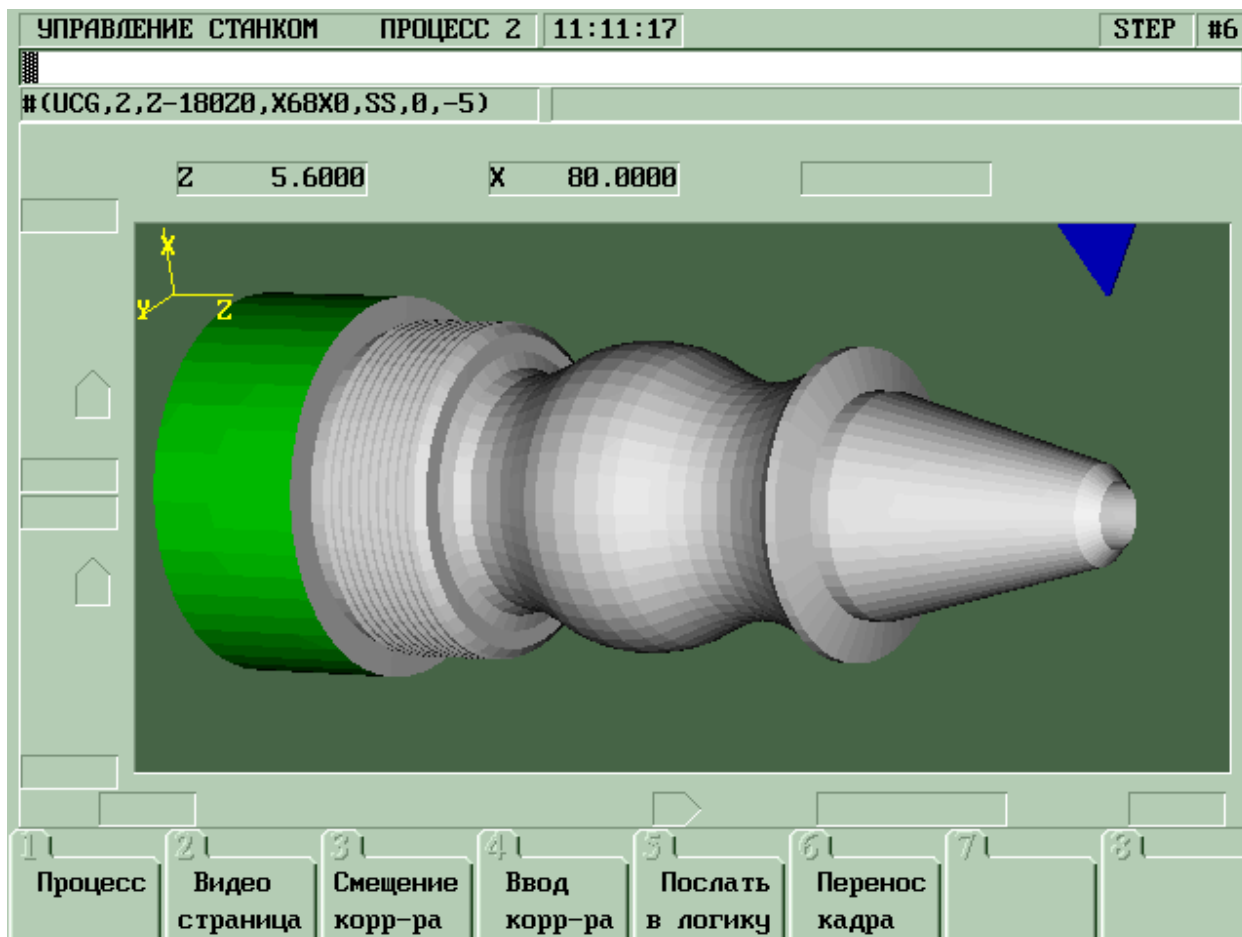 УПРАВЛЕНИЕ СТАНКОМ ПРОЦЕСС 2 11:11:17 STEP #6
#(UCG,2,Z-180Z0,X68X0,SS,0,-5)
Z 5.6000 X 80.0000
X
Y Z
1 2 3 4 5 6 7 8
Процесс Видео Смещение Ввод Послать Перенос
страница корр-ра корр-ра в логику кадра